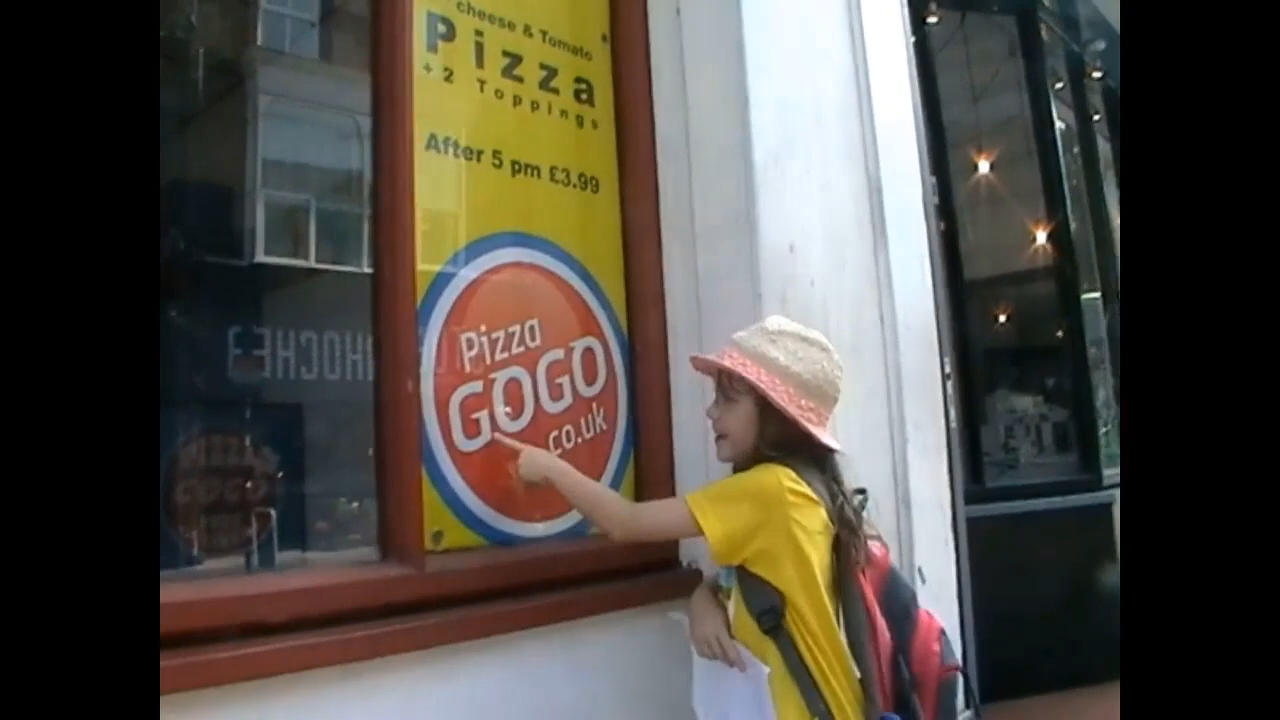 cheese & Tomato
Pizza
+ 2 Toppings
After 5 pm £3.99
Pizza
GOGO
co.uk